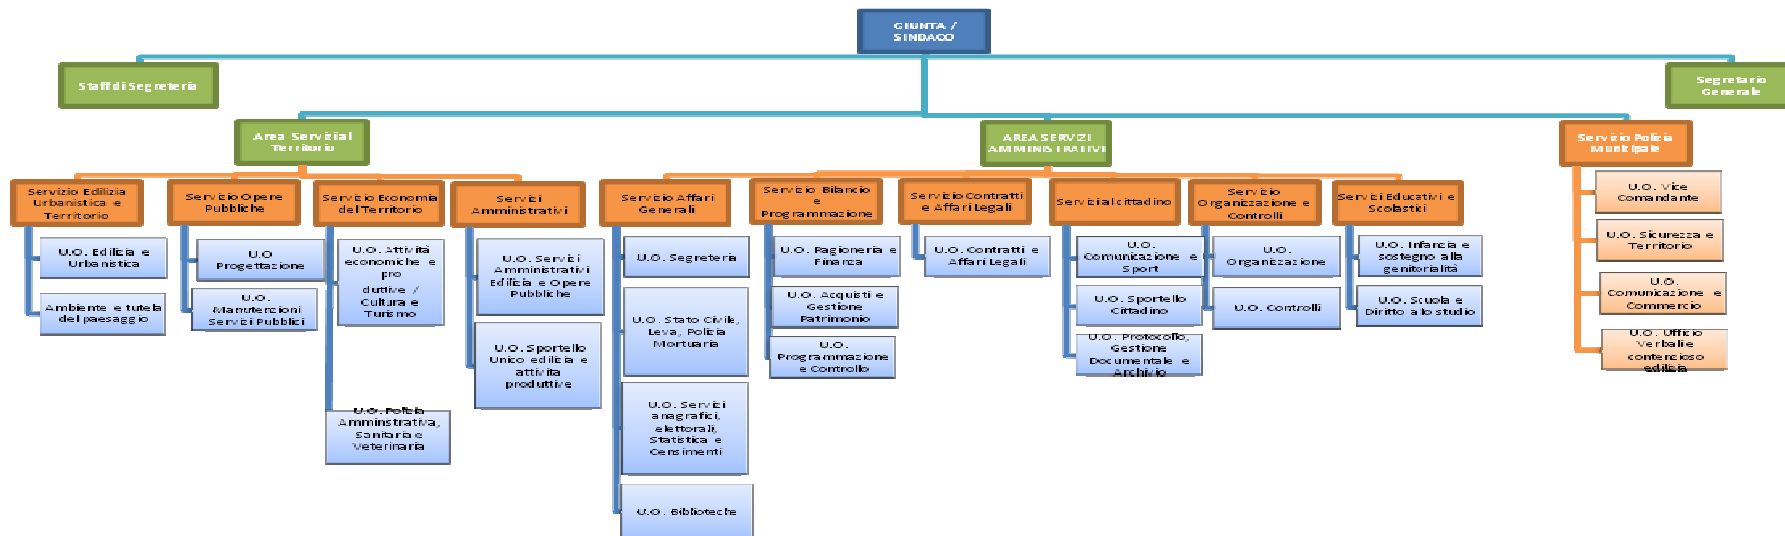 GIUNTA /
SINDACO
Staff di Segreteria
Segretario
Generale
Area Servizi al
Territorio
AREA SERVIZI
AMMINISTRATIVI
Servizio Polizia
Municipale
Servizio Edilizia
Urbanistica e
Territorio
Servizio Opere
Pubbliche
Servizio Economia
del Territorio
Servizi
Amministrativi
Servizio Affari
Generali
Servizio Bilancio
e
Programmazione
Servizio Contratti
e Affari Legali
Servizi al cittadino
Servizio
Organizzazione e
Controlli
Servizi Educativi e
Scolastici
U.O. Edilizia e
Urbanistica
Ambiente e tutela
del paesaggio
U.O
Progettazione
U.O.
Manutenzioni
Servizi Pubblici
U.O. Attività
economiche e
pro
duttive /
Cultura e
Turismo
U.O. Polizia
Amminstrativa,
Sanitaria e
Veterinaria
U.O. Servizi
Amministrativi
Edilizia e Opere
Pubbliche
U.O. Sportello
Unico edilizia e
attività
produttive
U.O. Segreteria
U.O. Stato Civile,
Leva, Polizia
Mortuaria
U.O. Servizi
anagrafici,
elettorali,
Statistica e
Censimenti
U.O. Biblioteche
U.O. Ragioneria e
Finanza
U.O. Acquisti e
Gestione
Patrimonio
U.O.
Programmazione
e Controllo
U.O. Contratti e
Affari Legali
U.O.
Comunicazione e
Sport
U.O. Sportello
Cittadino
U.O. Protocollo,
Gestione
Documentale e
Archivio
U.O.
Organizzazione
U.O. Controlli
U.O. Infanzia e
sostegno alla
genitorialità
U.O. Scuola e
Diritto a lo studio
U.O. Vice
Comandante
U.O. Sicurezza e
Territorio
U.O.
Comunicazione e
Commercio
U.O. Ufficio
Verbali e
contenzioso
edilizia